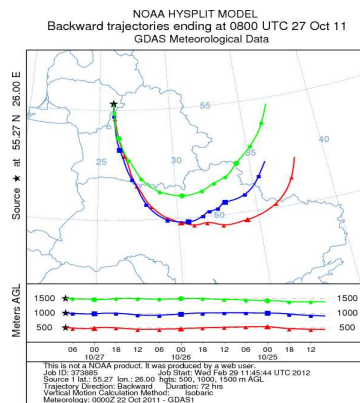 NOAA HYSPLIT MODEL
Backward trajectories ending at 0800 UTC 27 Oct 11
GDAS Meteorological Data
Source ★ at 55.27 N 26.00 E
55
40
25
30
35
50
Meters AGL
1500 1500
1000 1000
500 500
06 00 18 12 06 00 18 12 06 00 18 12
10/27 10/26 10/25
This is not a NOAA product. It was produced by a web user.
Job ID: 373885 Job Start: Wed Feb 29 11:45:44 UTC 2012
Source 1 lat.: 55.27 lon.: 26.00 hgts: 500, 1000, 1500 m AGL
Trajectory Direction: Backward Duration: 72 hrs
Vertical Motion Calculation Method: Isobaric
Meteorology: 0000Z 22 Oct 2011 - GDAS1